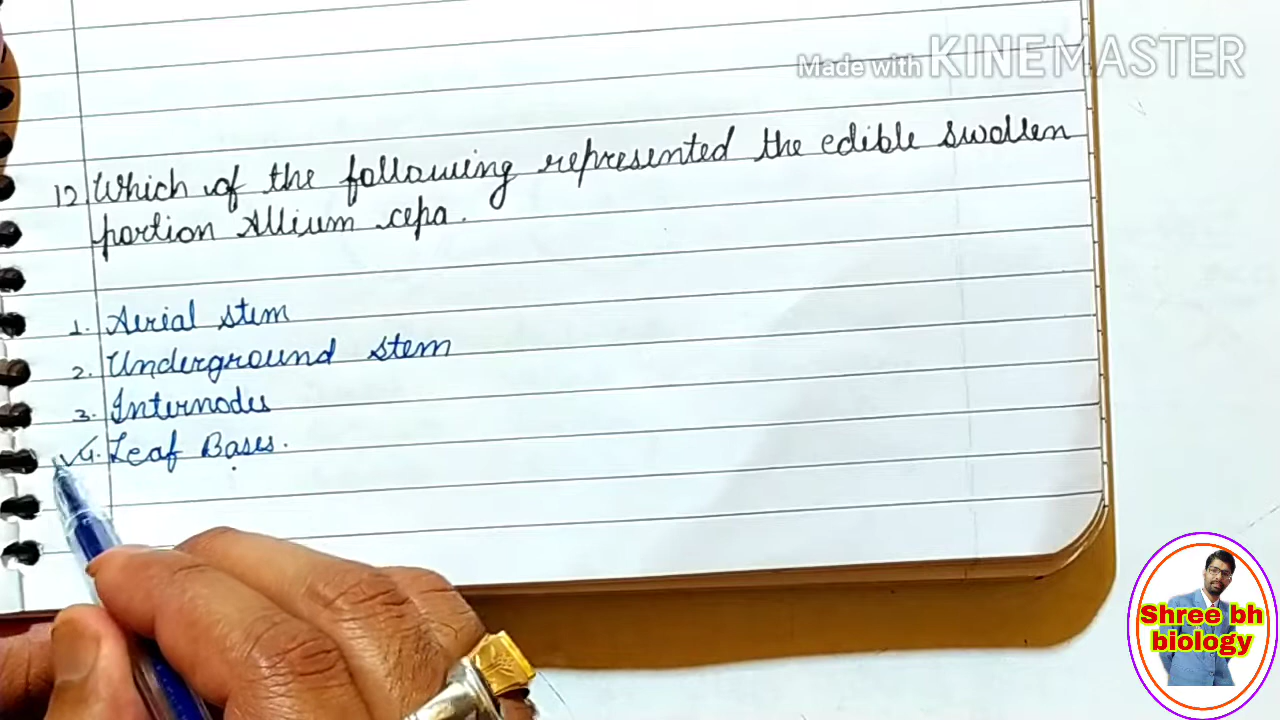 Made with KINEMASTER
12 Which of the following represented the edible swollen
portion Allium cepa.
1. Aerial stem
2. Underground stem
3. Internodes
✓4. Leaf Bases.
Shree bh
biology